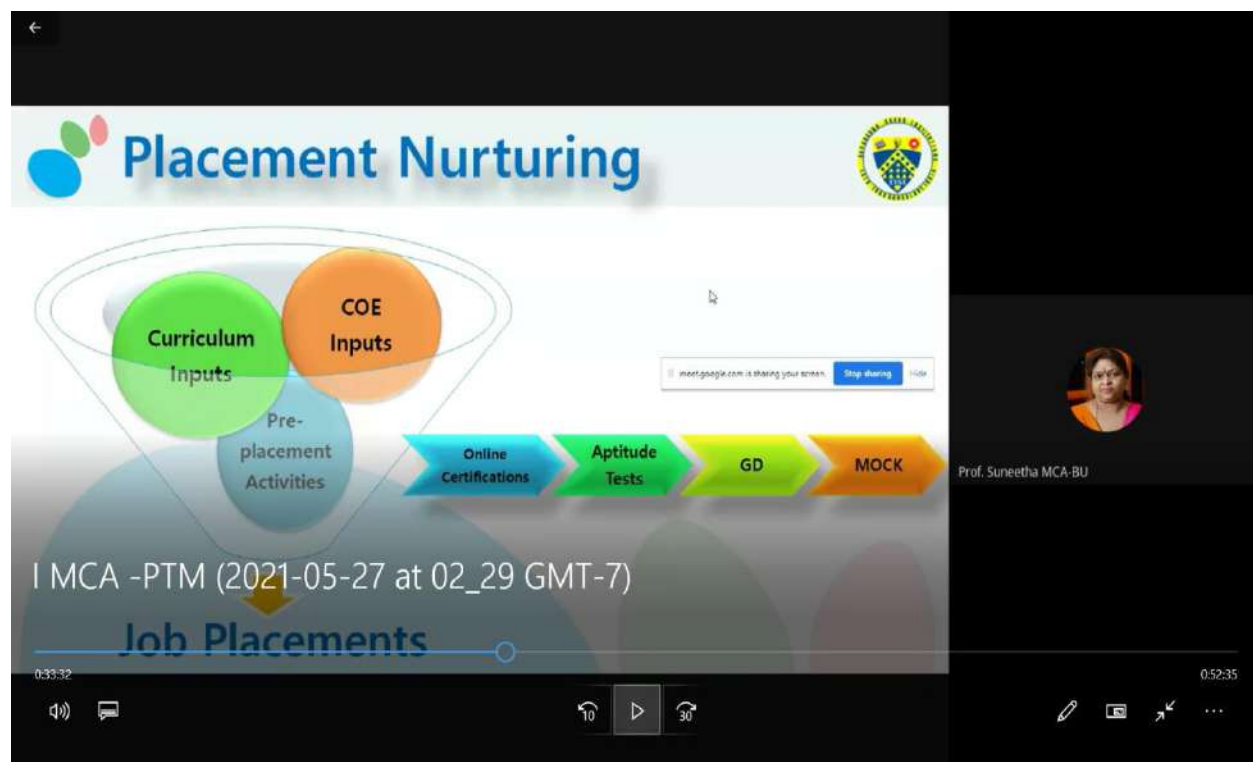 Placement Nurturing
COE
Inputs
Curriculum
Inputs
Pre-
placement
Activities
meet.google.com is sharing your screen. Stop sharing Hide
Online
Certifications
Aptitude
Tests
GD
MOCK
Prof. Suneetha MCA-BU
I MCA -PTM (2021-05-27 at 02_29 GMT-7)
Job Placements
0:33:32
0:52:35
10
30